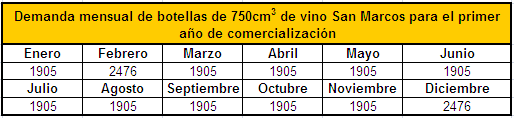 Demanda mensual de botellas de 750cm³ de vino San Marcos para el primer
año de comercialización
Enero Febrero Marzo Abril Mayo Junio
1905 2476 1905 1905 1905 1905
Julio Agosto Septiembre Octubre Noviembre Diciembre
1905 1905 1905 1905 1905 2476